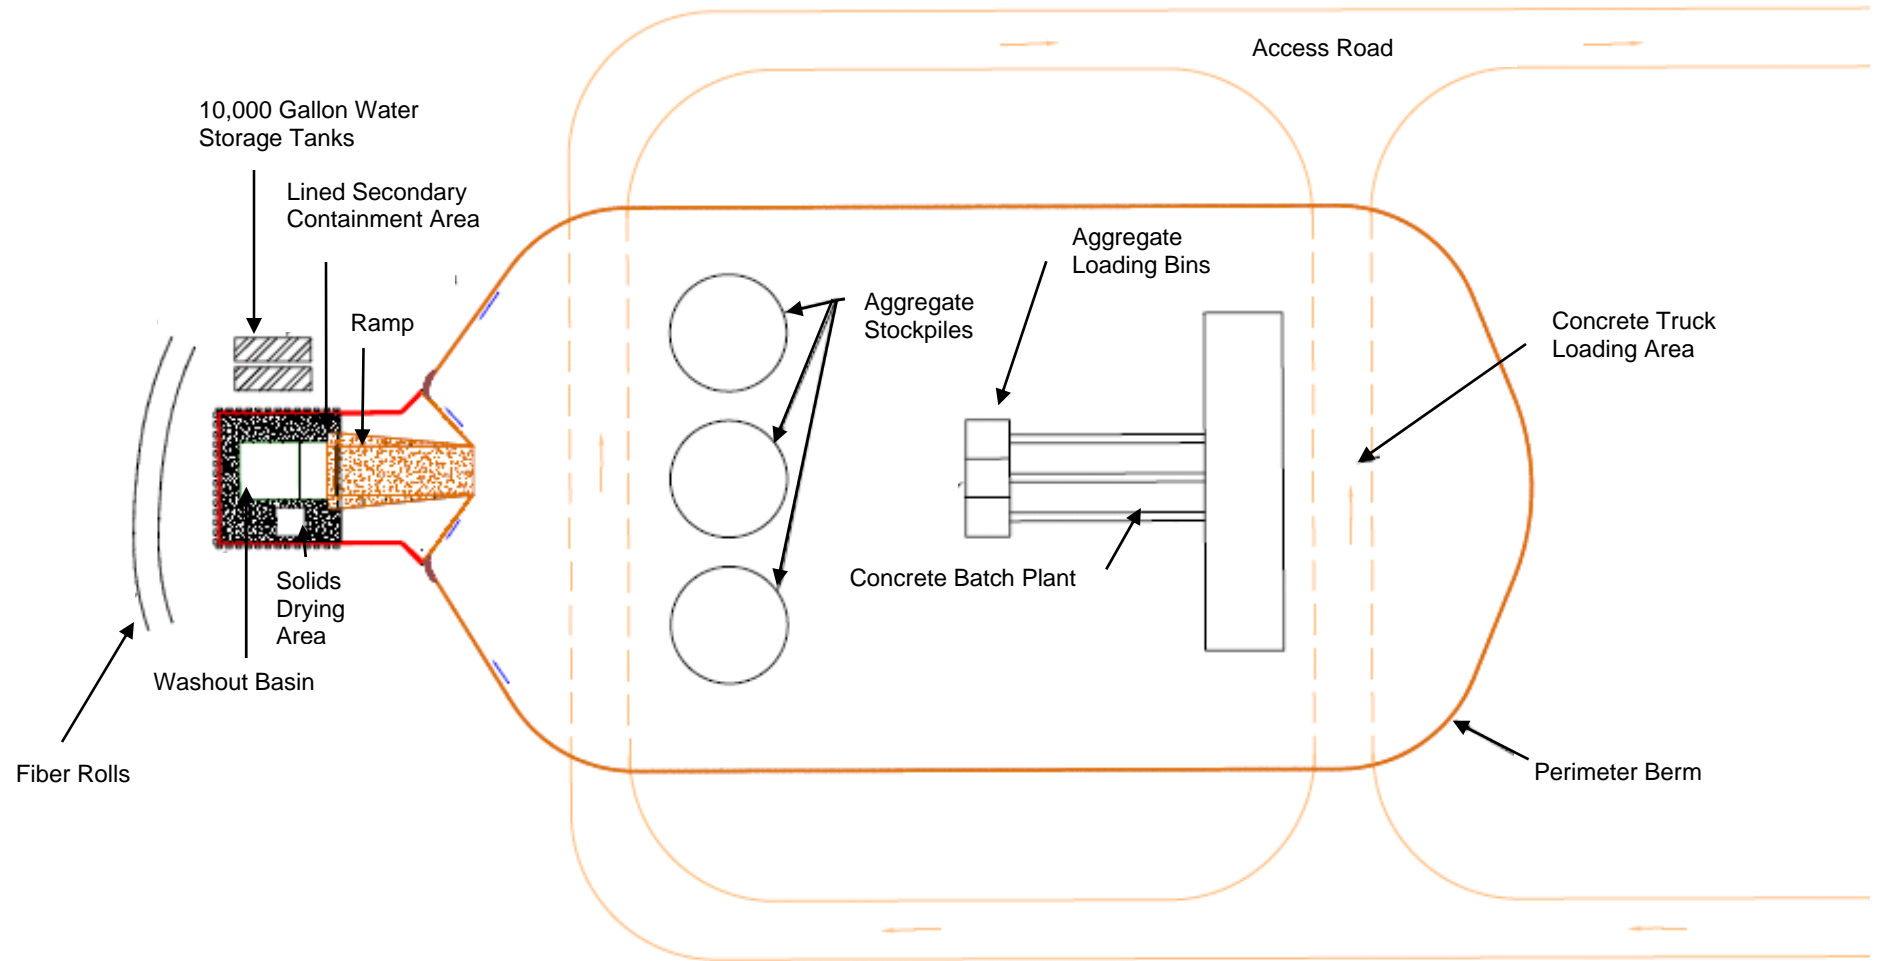 Access Road
10,000 Gallon Water
Storage Tanks
Lined Secondary
Containment Area
Aggregate
Loading Bins
Ramp
Aggregate
Stockpiles
Concrete Truck
Loading Area
Concrete Batch Plant
Solids
Drying
Area
Washout Basin
Fiber Rolls
Perimeter Berm